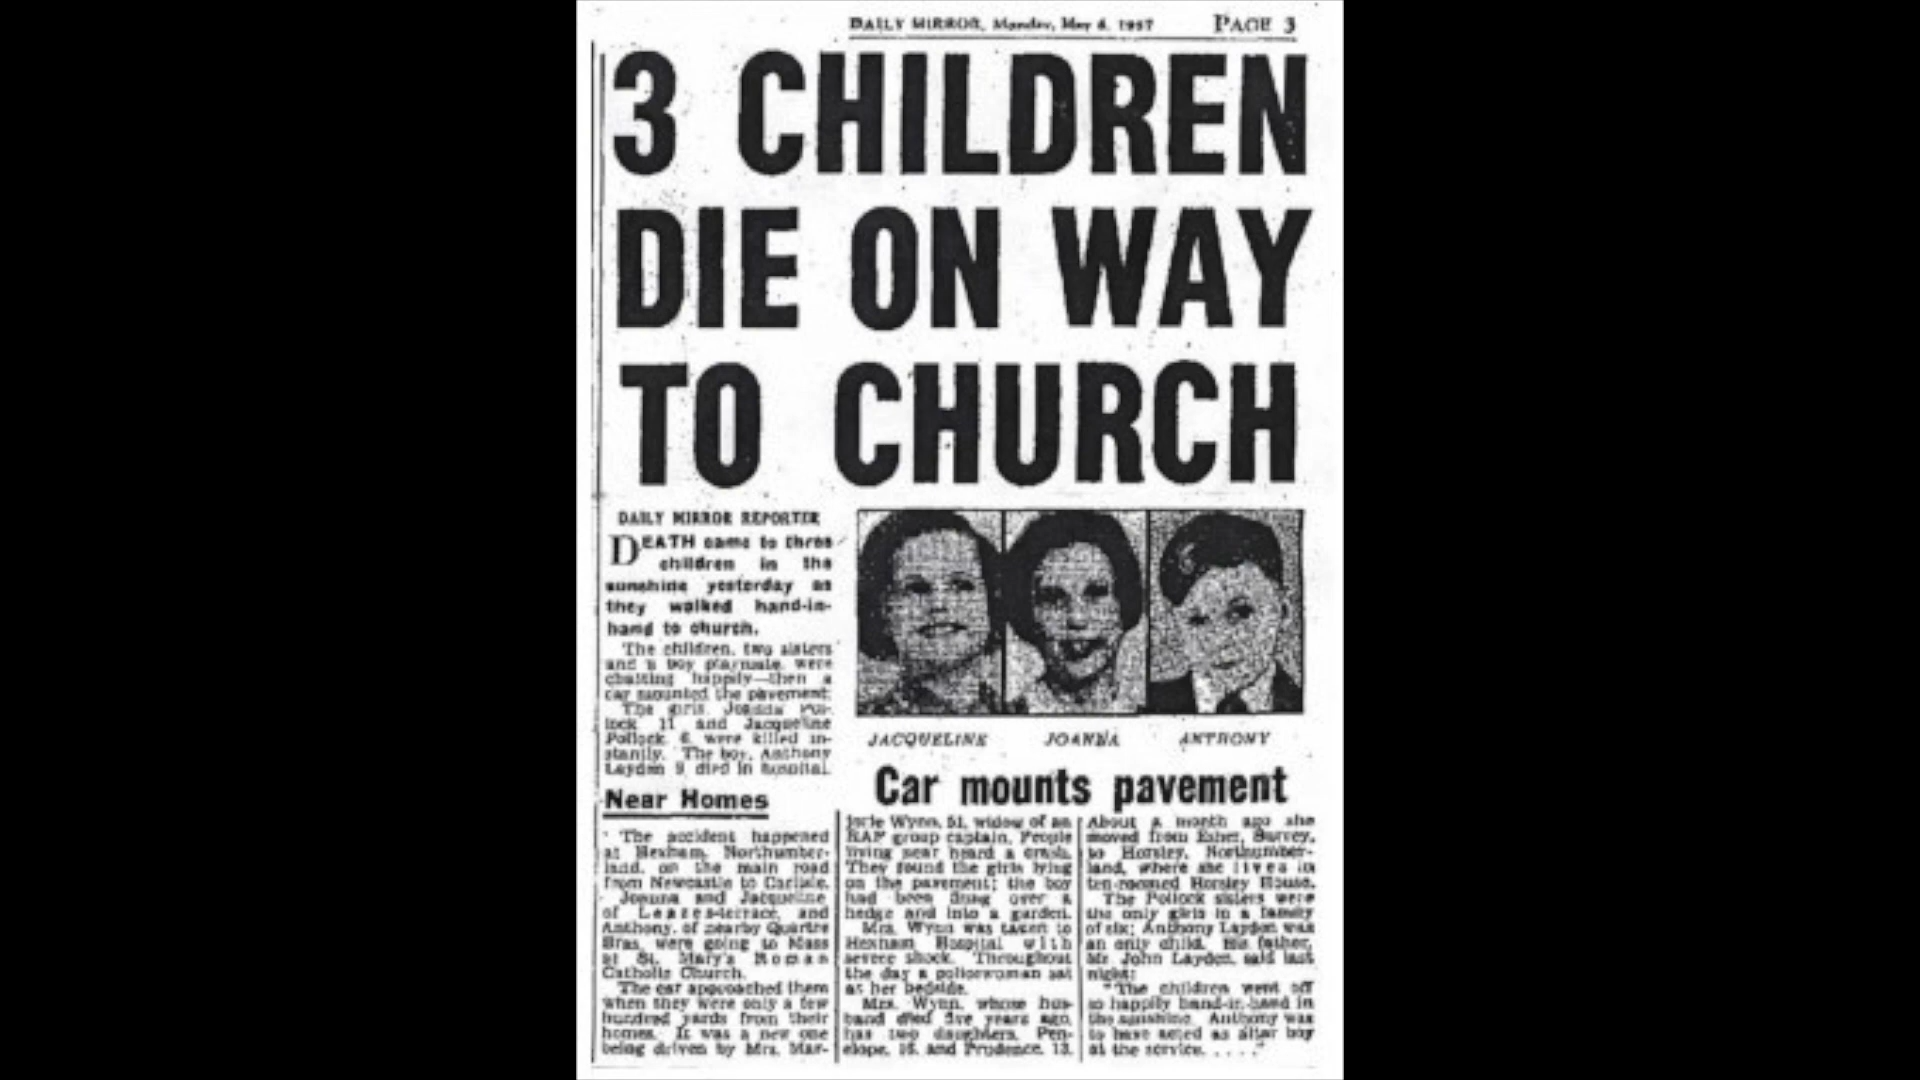 DAILY MIRROR, Monday, May 6, 1957 PAGE 3
3 CHILDREN
DIE ON WAY
TO CHURCH
DAILY MIRROR REPORTER
DEATH came to three
children in the
sunshine yesterday as
they walked hand-in-
hand to church.
The children, two sisters
and a boy playmate, were
chatting happily—then a
car mounted the pavement.
The girls, Joanna Pol-
lock 11 and Jacqueline
Pollock, 6, were killed in-
stantly. The boy, Anthony
Layden 9 died in hospital.
JACQUELINE JOANNA ANTHONY
Car mounts pavement
Near Homes
The accident happened
at Hexham, Northumber-
land, on the main road
from Newcastle to Carlisle.
Joanna and Jacqueline
of Leazes-terrace, and
Anthony, of nearby Quartre
Bras, were going to Mass
at St. Mary's Roman
Catholic Church.
The car approached them
when they were only a few
hundred yards from their
homes. It was a new one
being driven by Mrs. Mar-
jorie Wynn, 51, widow of an
RAF group captain. People
living near heard a crash.
They found the girls lying
on the pavement; the boy
had been flung over a
hedge and into a garden.
Mrs. Wynn was taken to
Hexham Hospital with
severe shock. Throughout
the day a policewoman sat
at her bedside.
Mrs. Wynn, whose hus-
band died five years ago,
has two daughters, Pen-
elope, 16, and Prudence, 13.
About a month ago she
moved from Esher, Surrey,
to Horsley, Northumber-
land, where she lives in
ten-roomed Horsley House.
The Pollock sisters were
the only girls in a family
of six; Anthony Layden was
an only child. His father,
Mr. John Layden, said last
night:
"The children went off
so happily hand-in-hand in
the sunshine. Anthony was
to have acted as altar boy
at the service. . . . ."